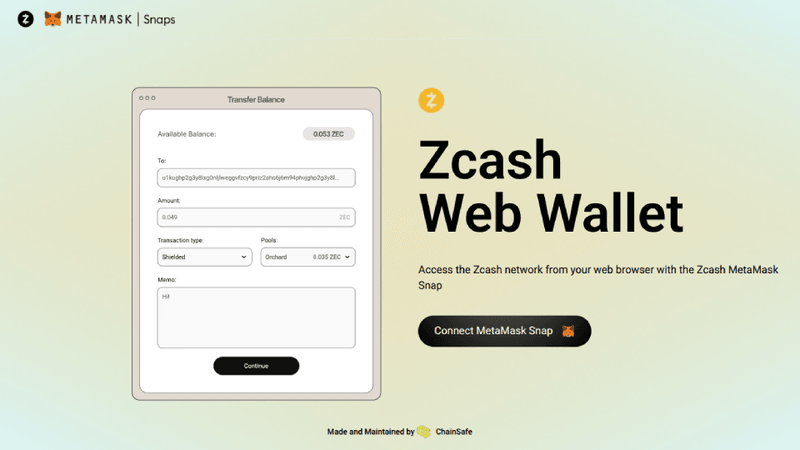 METAMASK | Snaps
Transfer Balance
Available Balance: 0.053 ZEC
To:
Amount:
0.049 ZEC
Transaction type: Pools:
Shielded Orchard 0.035 ZEC
Memo:
Hi!
Continue
Zcash
Web Wallet
Access the Zcash network from your web browser with the Zcash MetaMask
Snap
Connect MetaMask Snap
Made and Maintained by ChainSafe